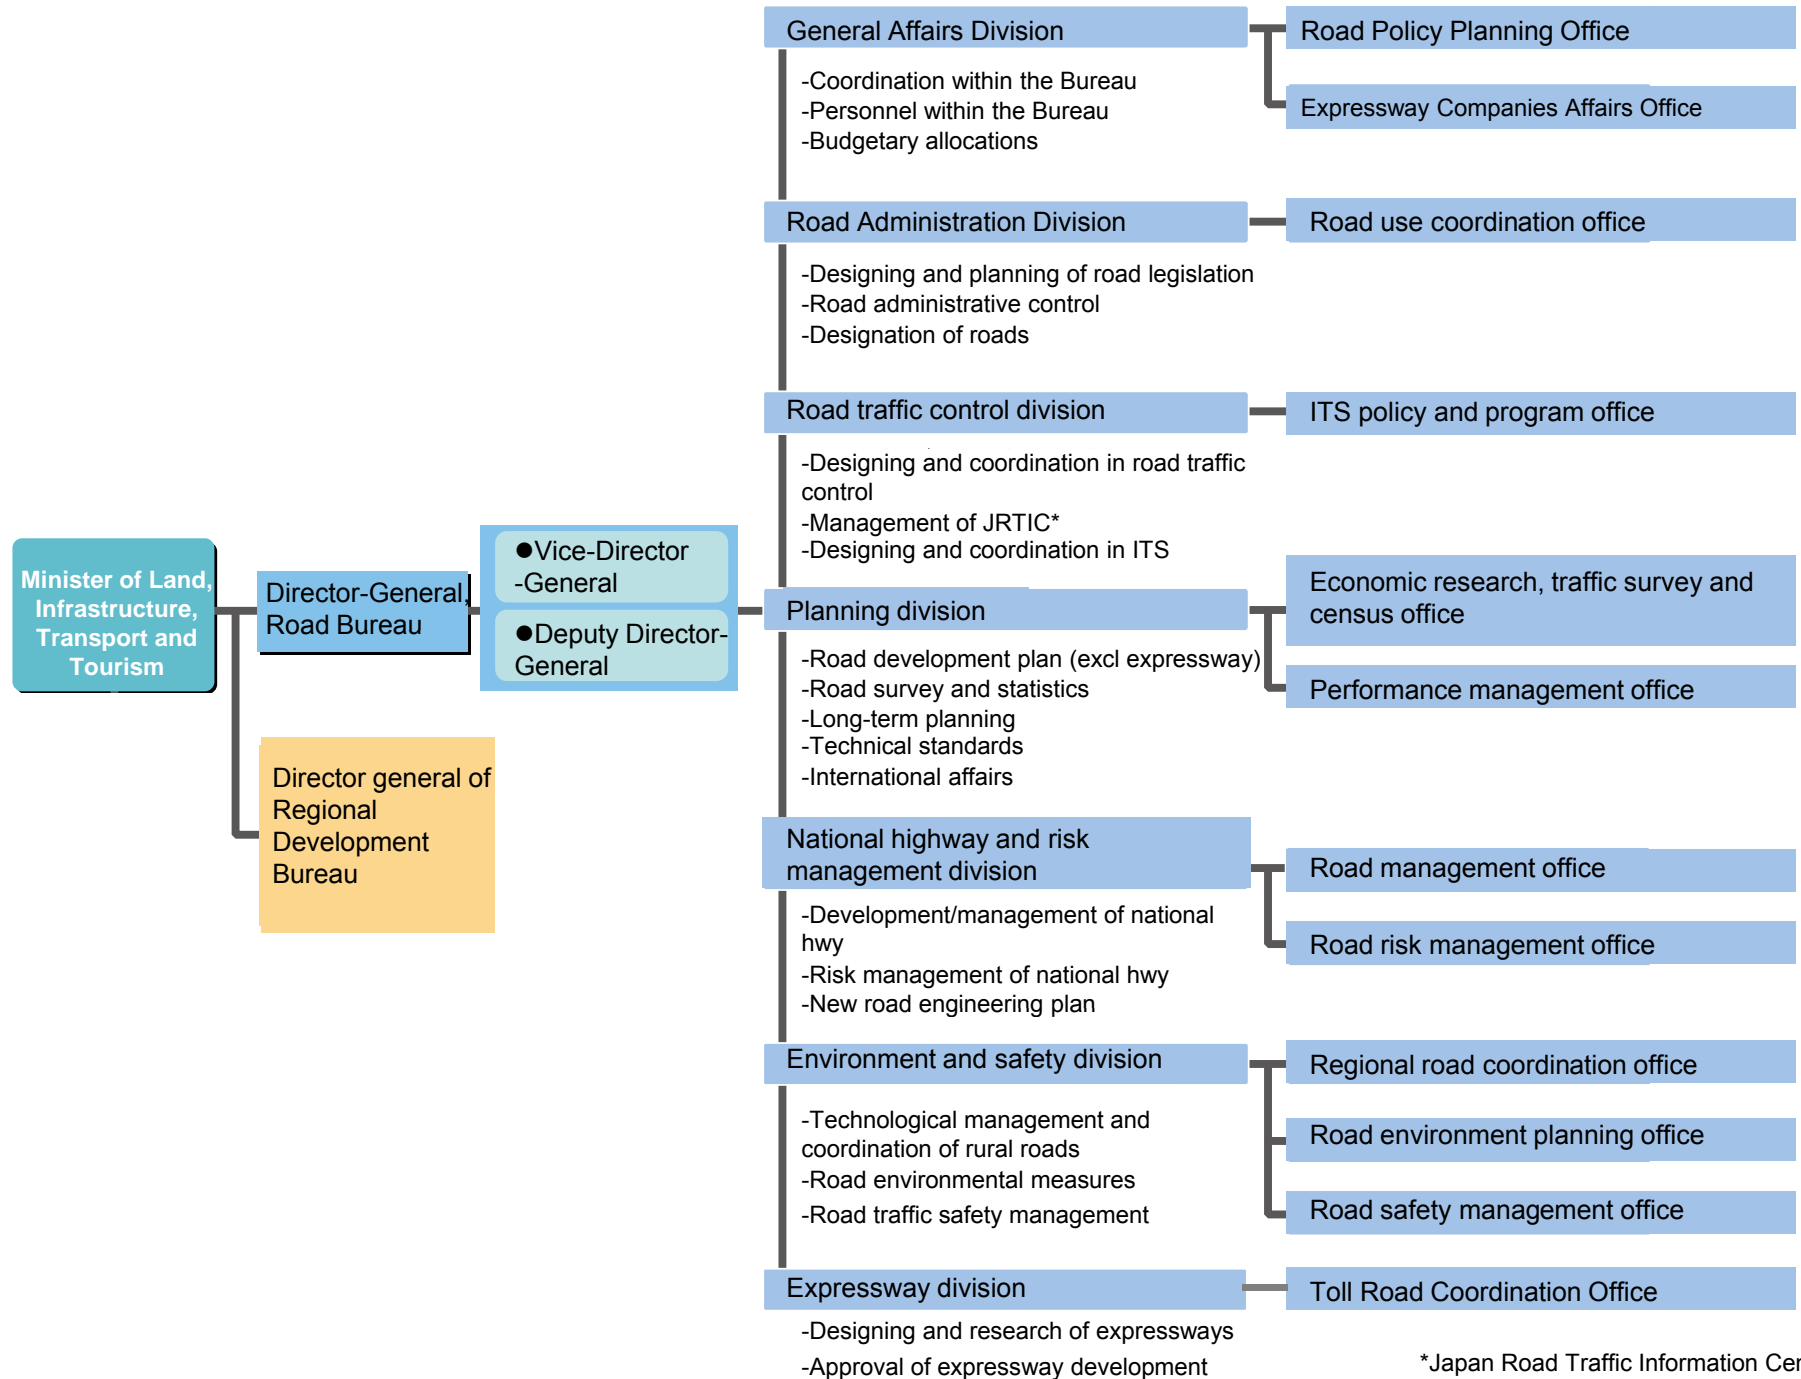 Minister of Land,
Infrastructure,
Transport and
Tourism
Director-General,
Road Bureau
Director general of
Regional
Development
Bureau
●Vice-Director
-General
●Deputy Director-
General
General Affairs Division
-Coordination within the Bureau
-Personnel within the Bureau
-Budgetary allocations
Road Policy Planning Office
Expressway Companies Affairs Office
Road Administration Division
-Designing and planning of road legislation
-Road administrative control
-Designation of roads
Road use coordination office
Road traffic control division
-Designing and coordination in road traffic
control
-Management of JRTIC*
-Designing and coordination in ITS
ITS policy and program office
Planning division
-Road development plan (excl expressway)
-Road survey and statistics
-Long-term planning
-Technical standards
-International affairs
Economic research, traffic survey and
census office
Performance management office
National highway and risk
management division
-Development/management of national
hwy
-Risk management of national hwy
-New road engineering plan
Road management office
Road risk management office
Environment and safety division
-Technological management and
coordination of rural roads
-Road environmental measures
-Road traffic safety management
Regional road coordination office
Road environment planning office
Road safety management office
Expressway division
-Designing and research of expressways
-Approval of expressway development
Toll Road Coordination Office
*Japan Road Traffic Information Cer